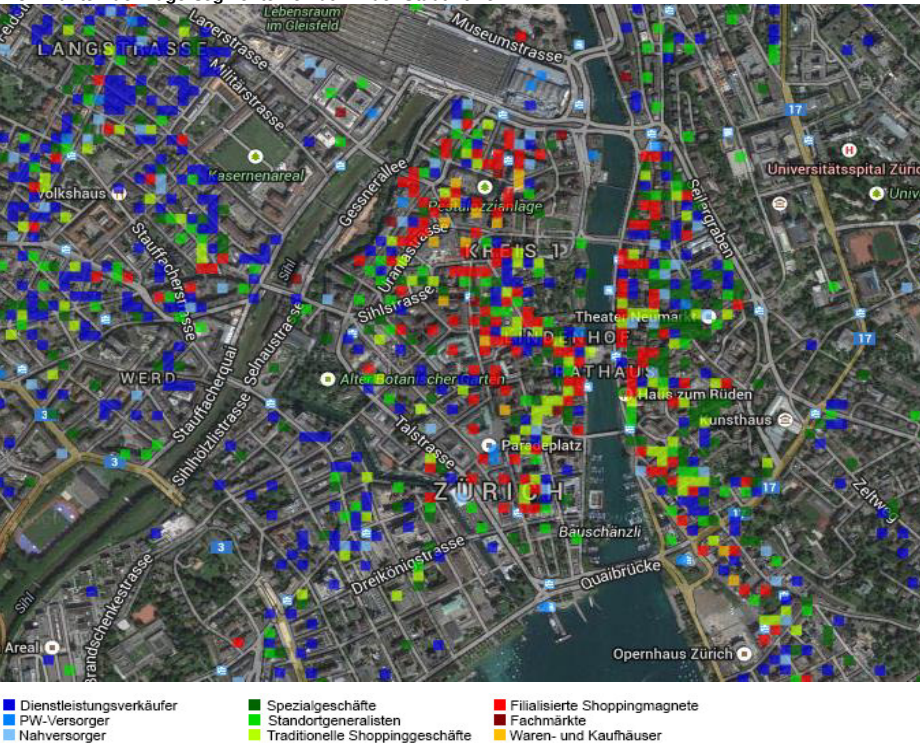 Lebensraum
im Gleisfeld
Museumstrasse
Lagerstrasse
LANGSTRASSE
Militärstrasse
17
Universitätsspital Züric
Kasernenareal
Volkshaus
Gessnerallee
Pestalozzianlage
Seilergraben
Univ
Stauffacherstrasse
Uraniastrasse
KREIS 1
Sihl
Sihlstrasse
Theater Neumarkt
LINDENHOF
17
Selnaustrasse
RATHAUS
WERD
Alter Botanischer Garten
Haus zum Rüden
Stauffacherquai
3
Talstrasse
Kunsthaus
Paradeplatz
3
Sihlhölzlistrasse
ZÜRICH
17
Zeltweg
Bauschänzli
3
Dreikönigstrasse
Quaibrücke
Brandschenkestrasse
Sihl
Areal
Opernhaus Zürich
Dienstleistungsverkäufer
Spezialgeschäfte
Filialisierte Shoppingmagnete
PW-Versorger
Standortgeneralisten
Fachmärkte
Nahversorger
Traditionelle Shoppinggeschäfte
Waren- und Kaufhäuser